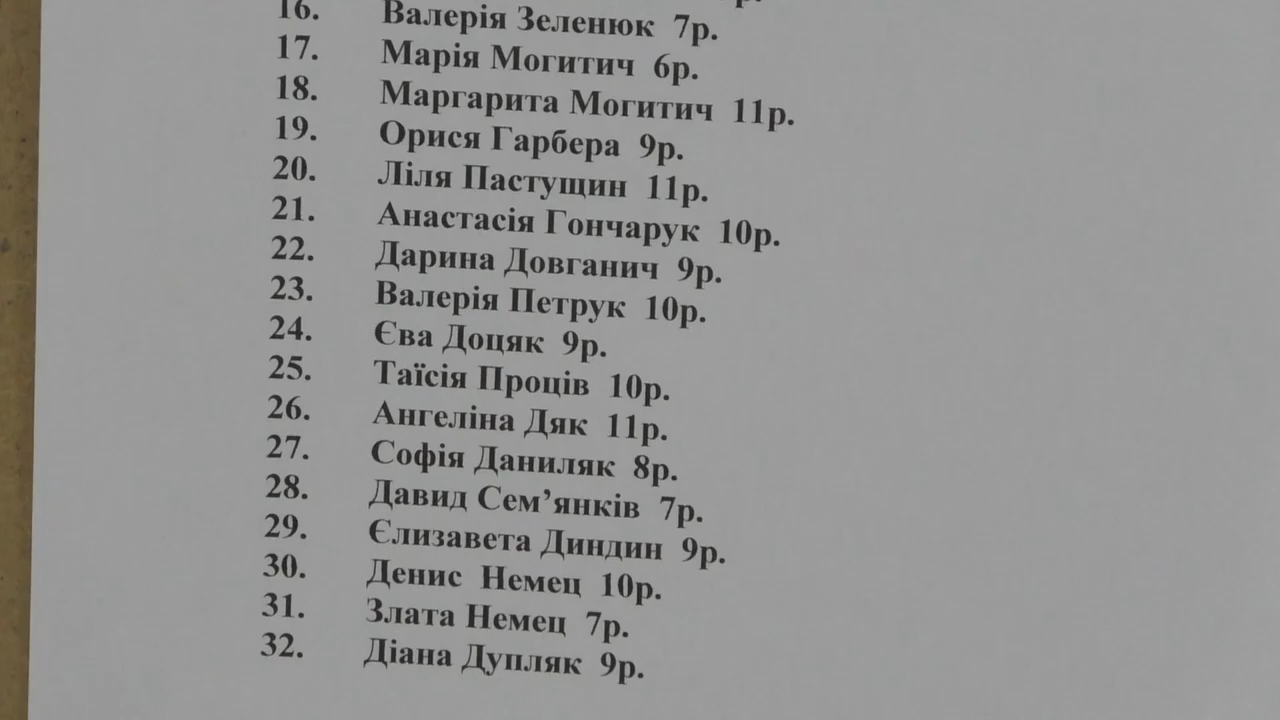 16. Валерія Зеленюк 7р.
17. Марія Могитич 6р.
18. Маргарита Могитич 11р.
19. Орися Гарбера 9р.
20. Ліля Пастущин 11р.
21. Анастасія Гончарук 10р.
22. Дарина Довганич 9р.
23. Валерія Петрук 10р.
24. Єва Доцяк 9р.
25. Таїсія Проців 10р.
26. Ангеліна Дяк 11р.
27. Софія Даниляк 8р.
28. Давид Сем’янків 7р.
29. Єлизавета Диндин 9р.
30. Денис Немец 10р.
31. Злата Немец 7р.
32. Діана Дупляк 9р.